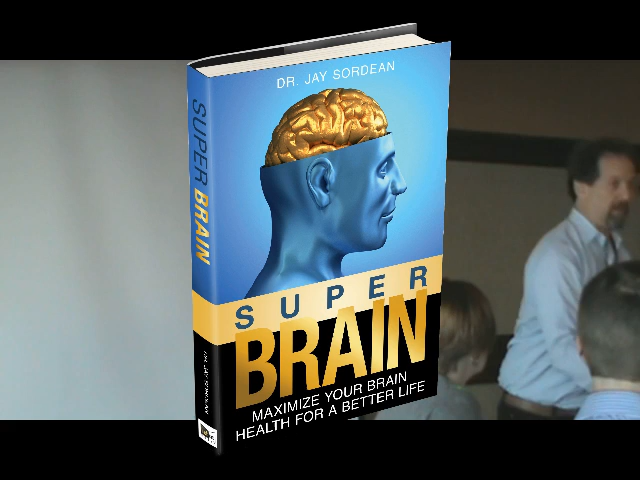 DR. JAY SORDEAN
SUPER
BRAIN
MAXIMIZE YOUR BRAIN
HEALTH FOR A BETTER LIFE
SUPER BRAIN
DR. JAY SORDEAN